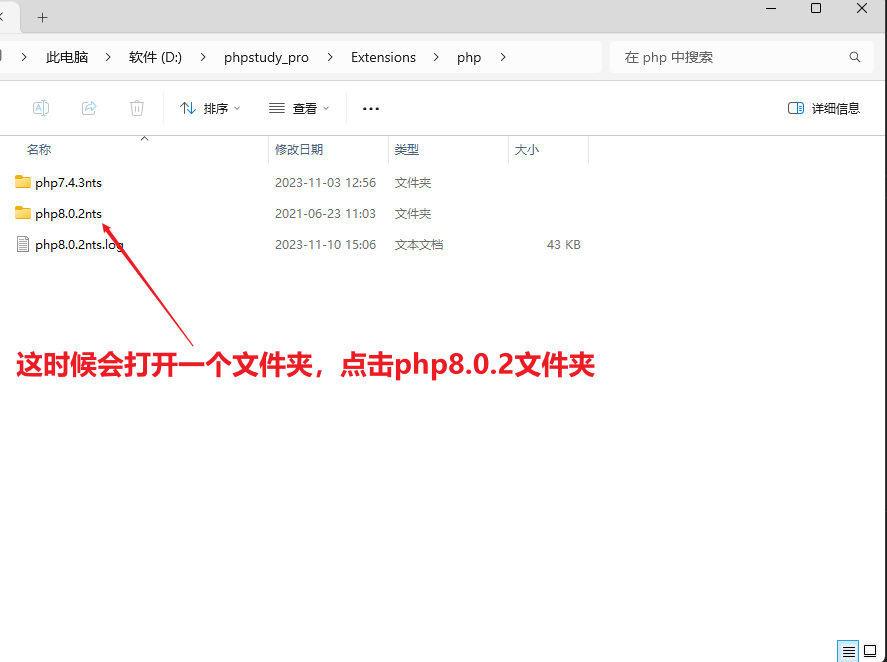 此电脑 软件 (D:) phpstudy_pro Extensions php 在 php 中搜索
排序 查看 详细信息
名称 修改日期 类型 大小
php7.4.3nts 2023-11-03 12:56 文件夹
php8.0.2nts 2021-06-23 11:03 文件夹
php8.0.2nts.log 2023-11-10 15:06 文本文档 43 KB
这时候会打开一个文件夹，点击php8.0.2文件夹